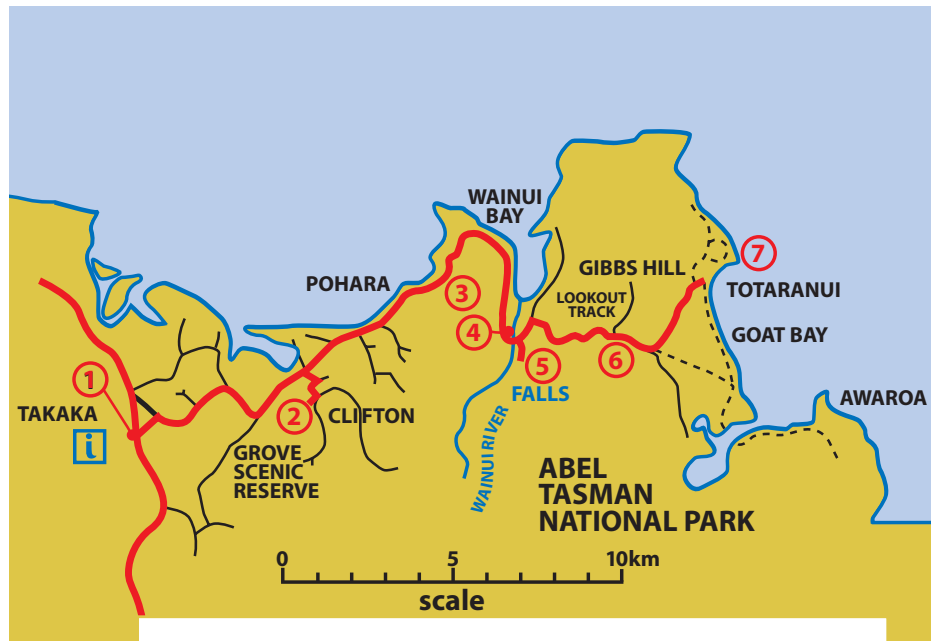 WAINUI
BAY
POHARA
GIBBS HILL
7
3
TOTARANUI
LOOKOUT
TRACK
4
GOAT BAY
1
5
6
FALLS
AWAROA
TAKAKA
2
CLIFTON
i
GROVE
SCENIC
RESERVE
WAINUI RIVER
ABEL
TASMAN
NATIONAL PARK
0 5 10km
scale